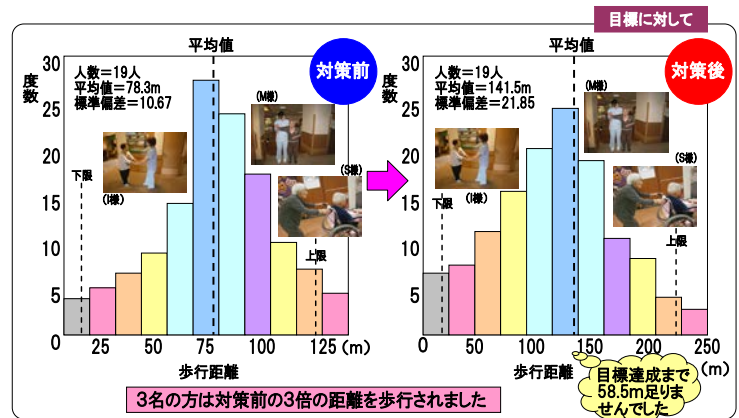 目標に対して
平均値
対策前
度数
30
25
20
15
10
5
0
人数＝19人
平均値＝78.3m
標準偏差＝10.67
(M様)
(I様)
(S様)
下限
上限
25 50 75 100 125 (m)
歩行距離
平均値
対策後
度数
30
25
20
15
10
5
0
人数＝19人
平均値＝141.5m
標準偏差＝21.85
(M様)
(I様)
(S様)
下限
上限
0 50 100 150 200 250
(m)
歩行距離
目標達成まで
58.5m足りま
せんでした
3名の方は対策前の3倍の距離を歩行されました